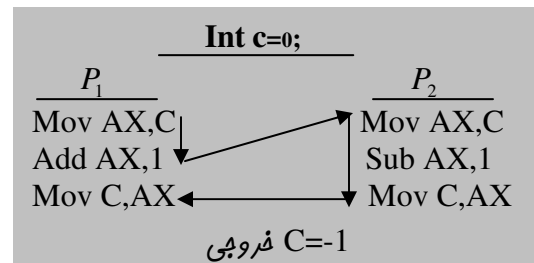 Int c=0;
P1 P2
Mov AX,C Mov AX,C
Add AX,1 Sub AX,1
Mov C,AX Mov C,AX
خروجی C=-1